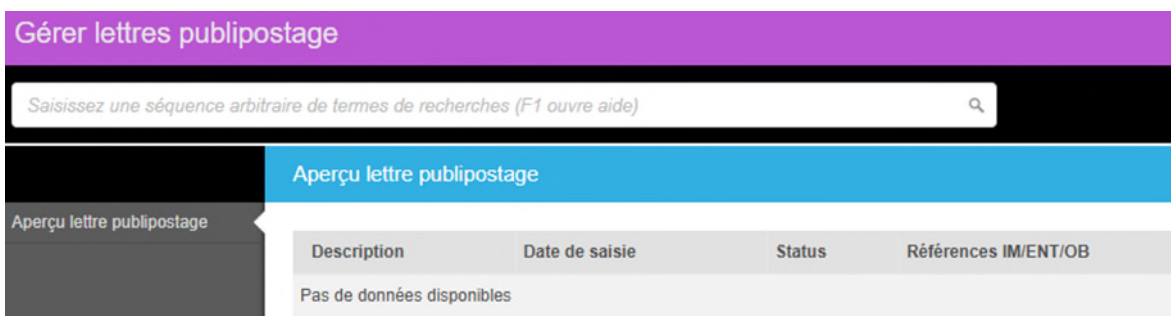 Gérer lettres publipostage
Saisissez une séquence arbitraire de termes de recherches (F1 ouvre aide)
Aperçu lettre publipostage
Aperçu lettre publipostage
Description Date de saisie Status Références IM/ENT/OB
Pas de données disponibles